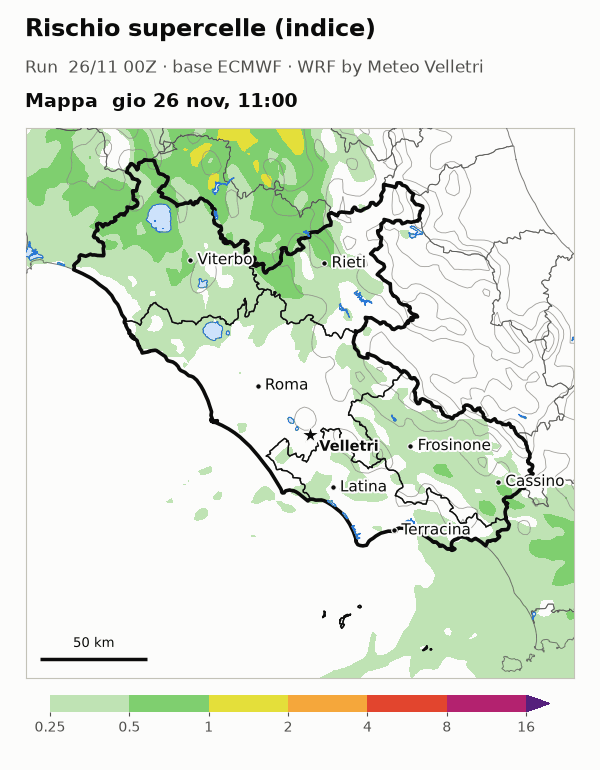 Rischio supercelle (indice)
Run  26/11 00Z · base ECMWF · WRF by Meteo Velletri
Mappa  gio 26 nov, 11:00
Viterbo
Rieti
Roma
Velletri
Frosinone
Latina
Cassino
Terracina
50 km
0.25 0.5 1 2 4 8 16